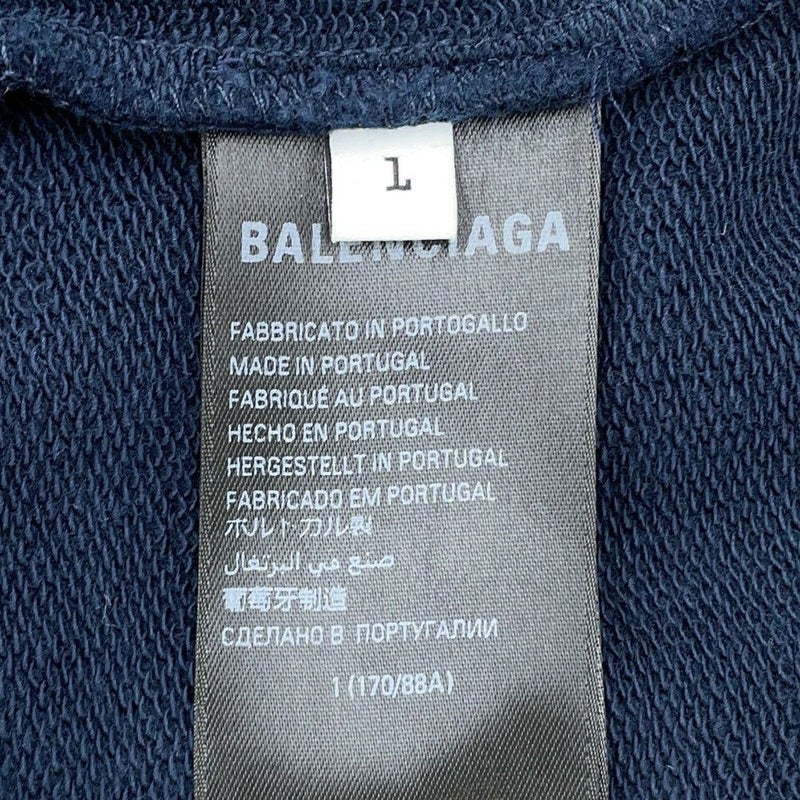 1
BALENCIAGA
FABBRICATO IN PORTOGALLO
MADE IN PORTUGAL
FABRIQUÉ AU PORTUGAL
HECHO EN PORTUGAL
HERGESTELLT IN PORTUGAL
FABRICADO EM PORTUGAL
ポルトガル製
صنع في البرتغال
葡萄牙制造
СДЕЛАНО В ПОРТУГАЛИИ
1 (170/88A)